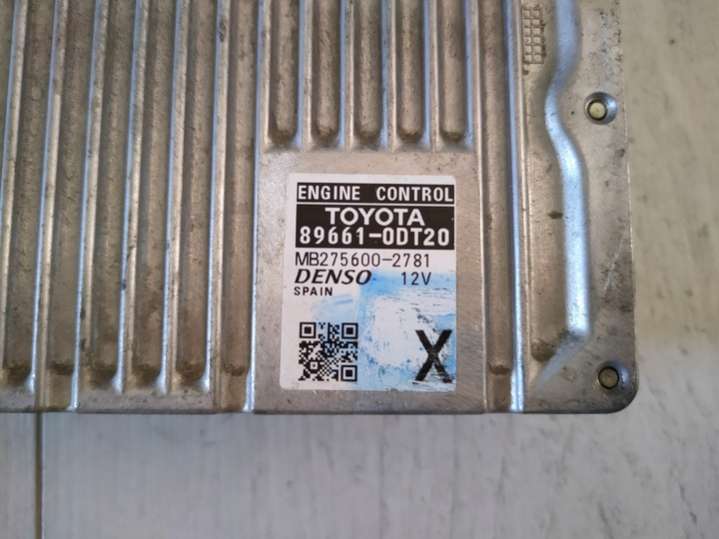 ENGINE CONTROL
TOYOTA
89661-0DT20
MB275600-2781
DENSO 12V
SPAIN
X